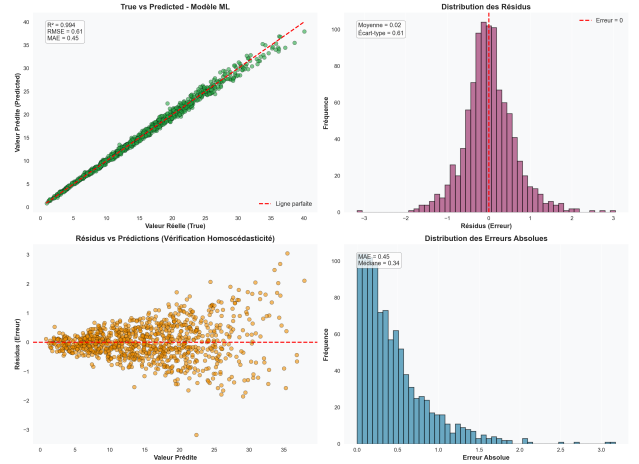 True vs Predicted - Modèle ML
R² = 0.994
RMSE = 0.61
MAE = 0.45
40
35
30
25
20
15
10
5
0
Valeur Prédite (Predicted)
Ligne parfaite
0 5 10 15 20 25 30 35 40
Valeur Réelle (True)
Distribution des Résidus
Moyenne = 0.02
Écart-type = 0.61
Erreur = 0
100
80
60
40
20
0
Fréquence
−3 −2 −1 0 1 2 3
Résidus (Erreur)
Résidus vs Prédictions (Vérification Homoscédasticité)
3
2
1
0
−1
−2
−3
Résidus (Erreur)
0 5 10 15 20 25 30 35
Valeur Prédite
Distribution des Erreurs Absolues
MAE = 0.45
Médiane = 0.34
100
80
60
40
20
0
Fréquence
0.0 0.5 1.0 1.5 2.0 2.5 3.0
Erreur Absolue